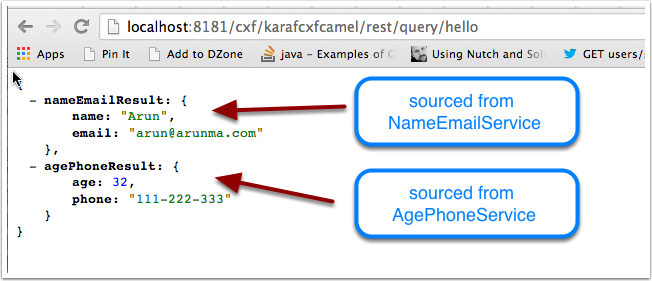 localhost:8181/cxf/karafcxfcamel/rest/query/hello
Apps Pin It Add to DZone java - Examples of G Using Nutch and Sol GET users/
{
– nameEmailResult: {
name: "Arun",
email: "arun@arunma.com"
},
– agePhoneResult: {
age: 32,
phone: "111-222-333"
}
}
sourced from
NameEmailService
sourced from
AgePhoneService